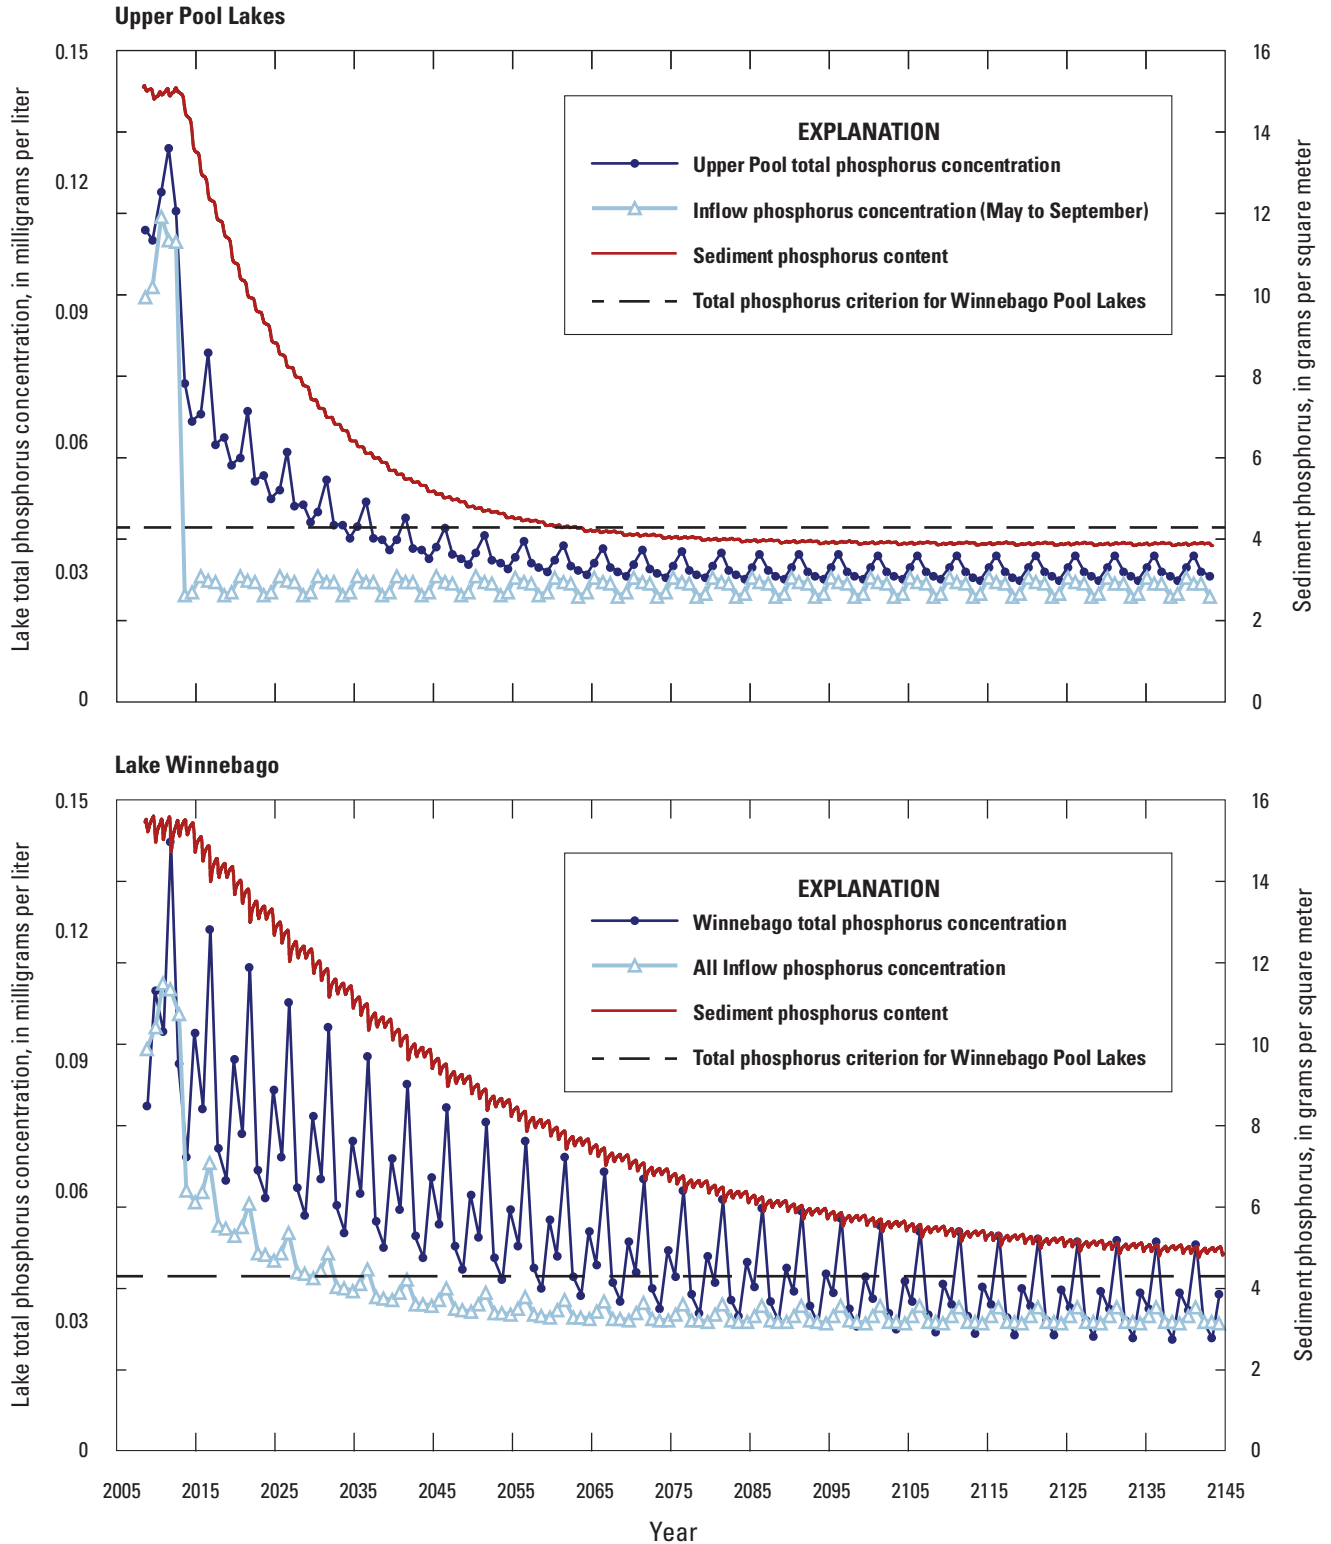 Upper Pool Lakes
Lake total phosphorus concentration, in milligrams per liter
0.15
0.12
0.09
0.06
0.03
0
EXPLANATION
Upper Pool total phosphorus concentration
Inflow phosphorus concentration (May to September)
Sediment phosphorus content
Total phosphorus criterion for Winnebago Pool Lakes
16
14
12
10
8
6
4
2
0
Sediment phosphorus, in grams per square meter
Lake Winnebago
Lake total phosphorus concentration, in milligrams per liter
0.15
0.12
0.09
0.06
0.03
0
EXPLANATION
Winnebago total phosphorus concentration
All Inflow phosphorus concentration
Sediment phosphorus content
Total phosphorus criterion for Winnebago Pool Lakes
16
14
12
10
8
6
4
2
0
Sediment phosphorus, in grams per square meter
2005 2015 2025 2035 2045 2055 2065 2075 2085 2095 2105 2115 2125 2135 2145
Year